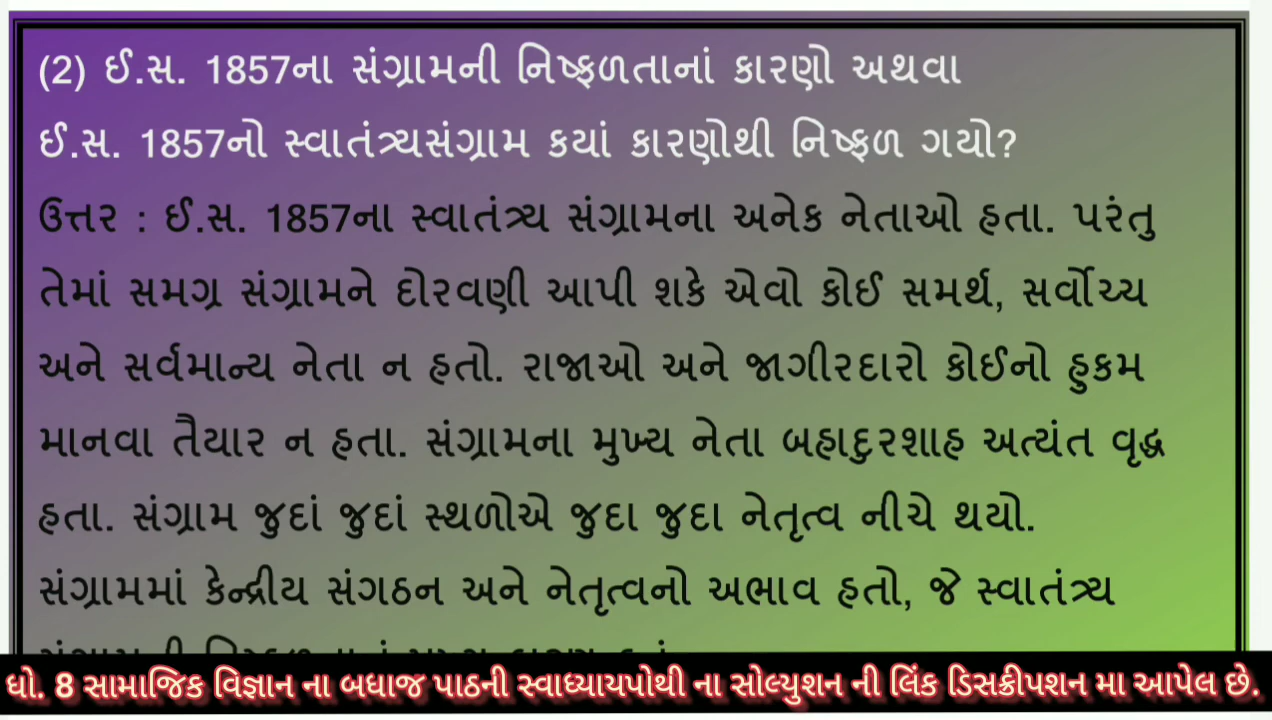 (2) ઈ.સ. 1857ના સંગ્રામની નિષ્ફળતાનાં કારણો અથવા
ઈ.સ. 1857નો સ્વાતંત્ર્યસંગ્રામ કયાં કારણોથી નિષ્ફળ ગયો?
ઉત્તર : ઈ.સ. 1857ના સ્વાતંત્ર્ય સંગ્રામના અનેક નેતાઓ હતા. પરંતુ
તેમાં સમગ્ર સંગ્રામને દોરવણી આપી શકે એવો કોઈ સમર્થ, સર્વોચ્ચ
અને સર્વમાન્ય નેતા ન હતો. રાજાઓ અને જાગીરદારો કોઈનો હુકમ
માનવા તૈયાર ન હતા. સંગ્રામના મુખ્ય નેતા બહાદુરશાહ અત્યંત વૃદ્ધ
હતા. સંગ્રામ જુદાં જુદાં સ્થળોએ જુદા જુદા નેતૃત્વ નીચે થયો.
સંગ્રામમાં કેન્દ્રીય સંગઠન અને નેતૃત્વનો અભાવ હતો, જે સ્વાતંત્ર્ય
ધો. 8 સામાજિક વિજ્ઞાન ના બધાજ પાઠની સ્વાધ્યાયપોથી ના સોલ્યુશન ની લિંક ડિસક્રીપશન મા આપેલ છે.